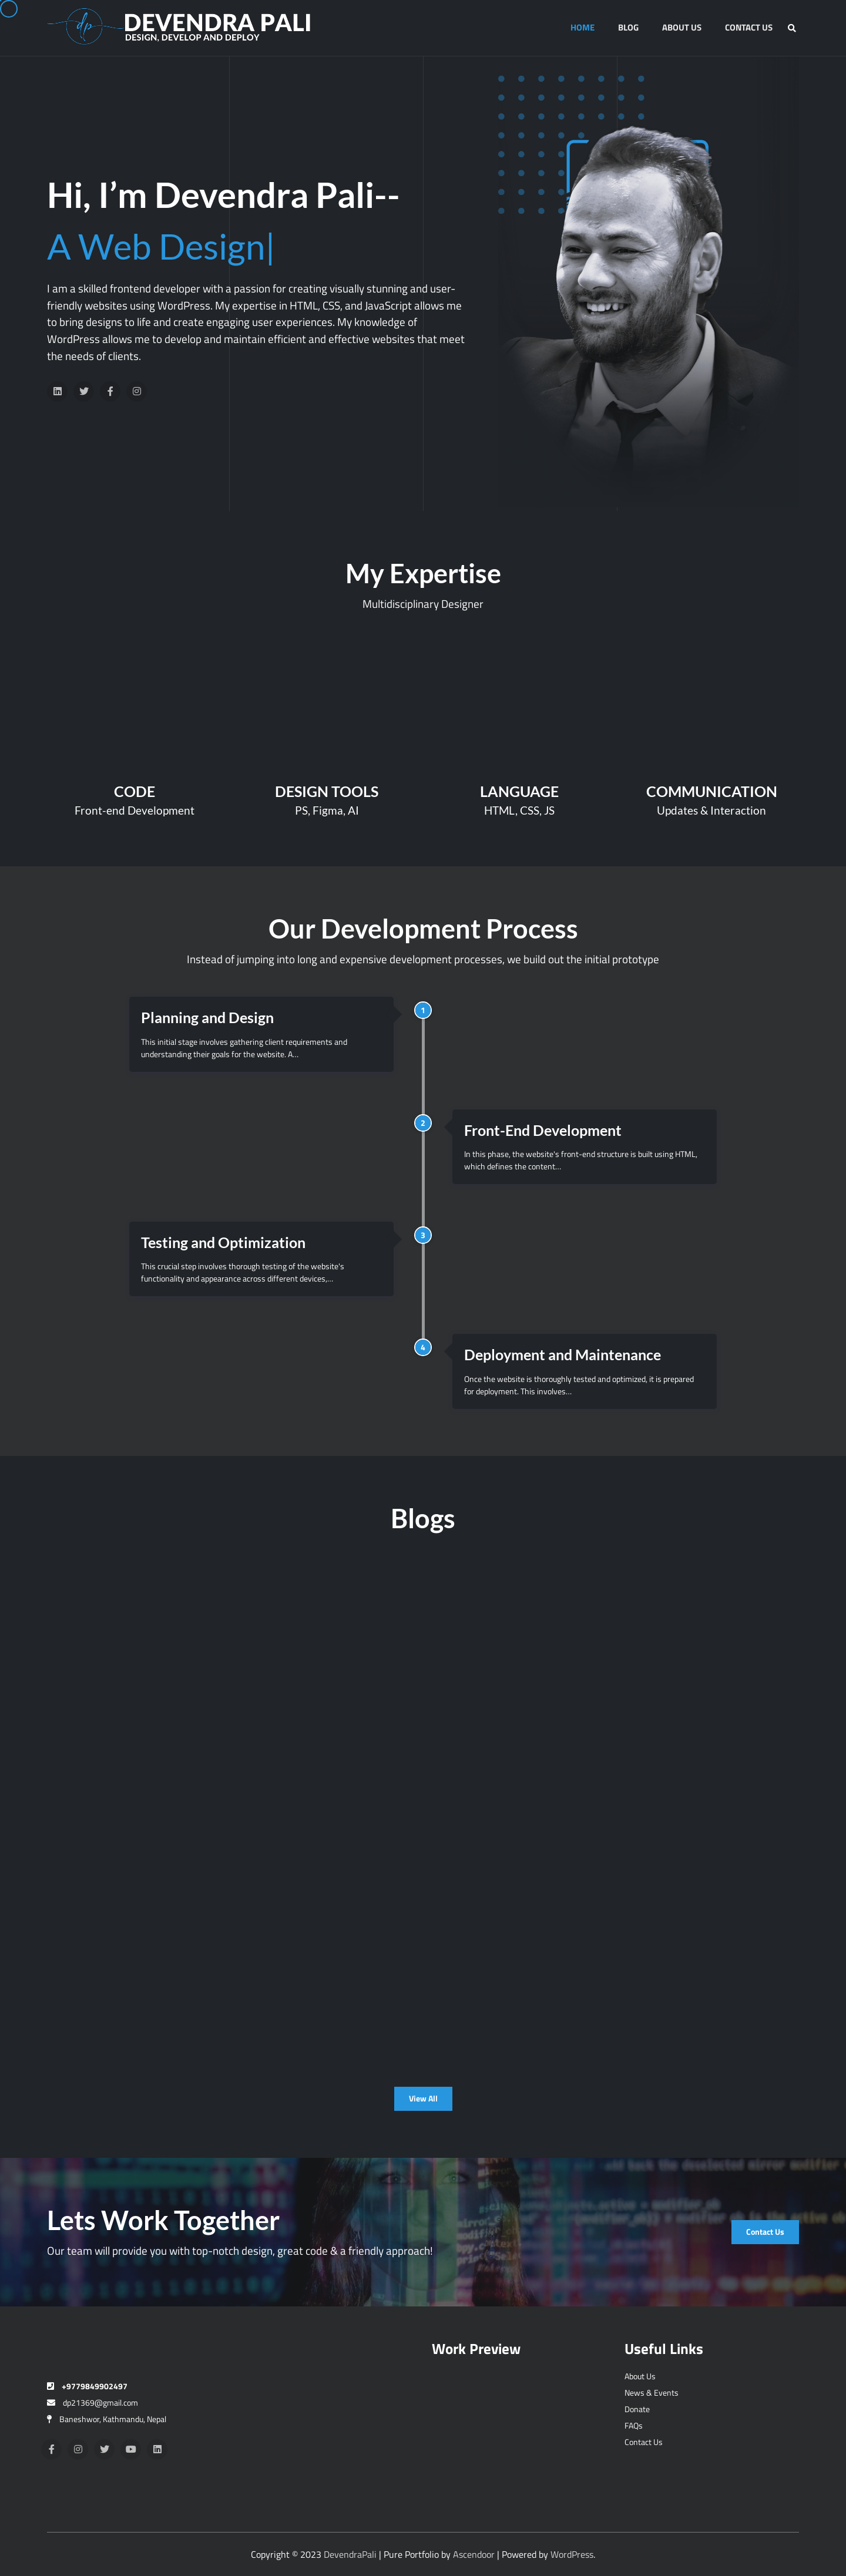 dp
DEVENDRA PALI
DESIGN, DEVELOP AND DEPLOY
HOME
BLOG
ABOUT US
CONTACT US
Hi, I’m Devendra Pali--
A Web Design|
I am a skilled frontend developer with a passion for creating visually stunning and user-
friendly websites using WordPress. My expertise in HTML, CSS, and JavaScript allows me
to bring designs to life and create engaging user experiences. My knowledge of
WordPress allows me to develop and maintain efficient and effective websites that meet
the needs of clients.
My Expertise
Multidisciplinary Designer
CODE
Front-end Development
DESIGN TOOLS
PS, Figma, AI
LANGUAGE
HTML, CSS, JS
COMMUNICATION
Updates & Interaction
Our Development Process
Instead of jumping into long and expensive development processes, we build out the initial prototype
1
Planning and Design
This initial stage involves gathering client requirements and
understanding their goals for the website. A…
2
Front-End Development
In this phase, the website's front-end structure is built using HTML,
which defines the content…
3
Testing and Optimization
This crucial step involves thorough testing of the website's
functionality and appearance across different devices,…
4
Deployment and Maintenance
Once the website is thoroughly tested and optimized, it is prepared
for deployment. This involves…
Blogs
View All
Lets Work Together
Our team will provide you with top-notch design, great code & a friendly approach!
Contact Us
+9779849902497
dp21369@gmail.com
Baneshwor, Kathmandu, Nepal
Work Preview
Useful Links
About Us
News & Events
Donate
FAQs
Contact Us
Copyright © 2023 DevendraPali | Pure Portfolio by Ascendoor | Powered by WordPress.